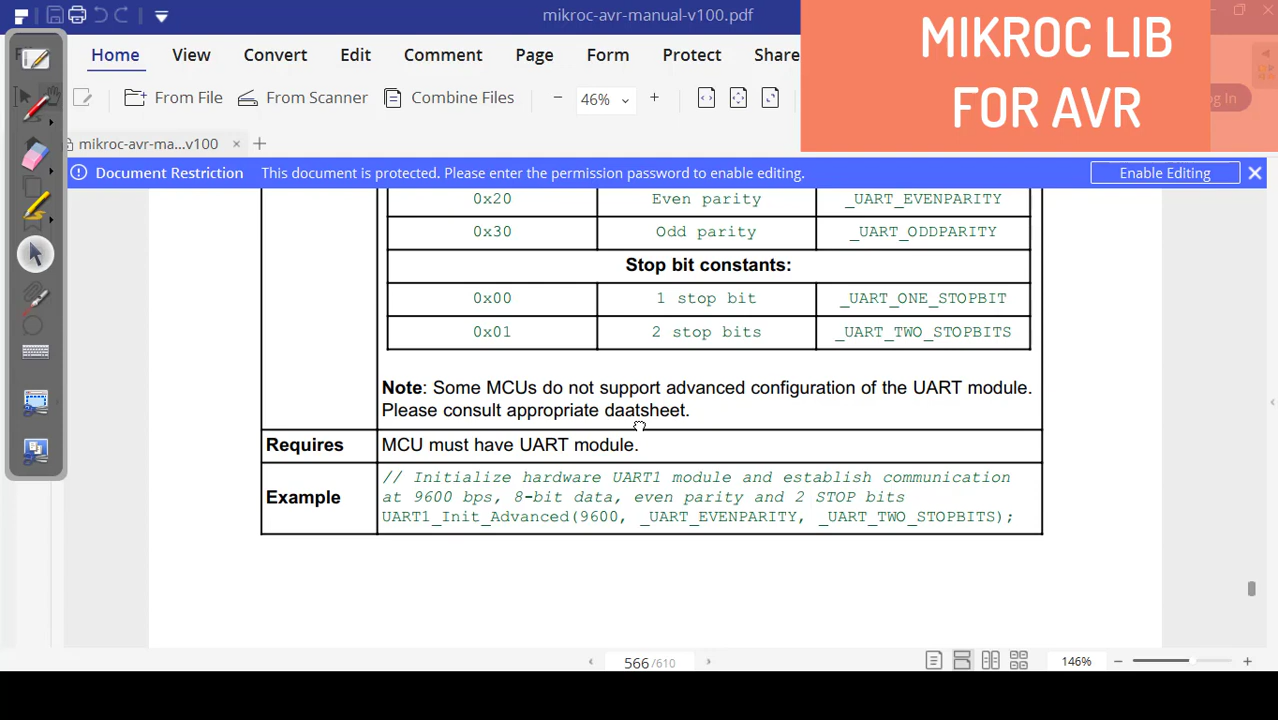 mikroc-avr-manual-v100.pdf
MIKROC LIB
FOR AVR
Home View Convert Edit Comment Page Form Protect Share
From File From Scanner Combine Files 46%
mikroc-avr-ma...v100
Document Restriction This document is protected. Please enter the permission password to enable editing. Enable Editing
0x20 Even parity _UART_EVENPARITY
0x30 Odd parity _UART_ODDPARITY
Stop bit constants:
0x00 1 stop bit _UART_ONE_STOPBIT
0x01 2 stop bits _UART_TWO_STOPBITS
Note: Some MCUs do not support advanced configuration of the UART module.
Please consult appropriate daatsheet.
Requires MCU must have UART module.
// Initialize hardware UART1 module and establish communication
Example at 9600 bps, 8-bit data, even parity and 2 STOP bits
UART1_Init_Advanced(9600, _UART_EVENPARITY, _UART_TWO_STOPBITS);
566 /610 146%